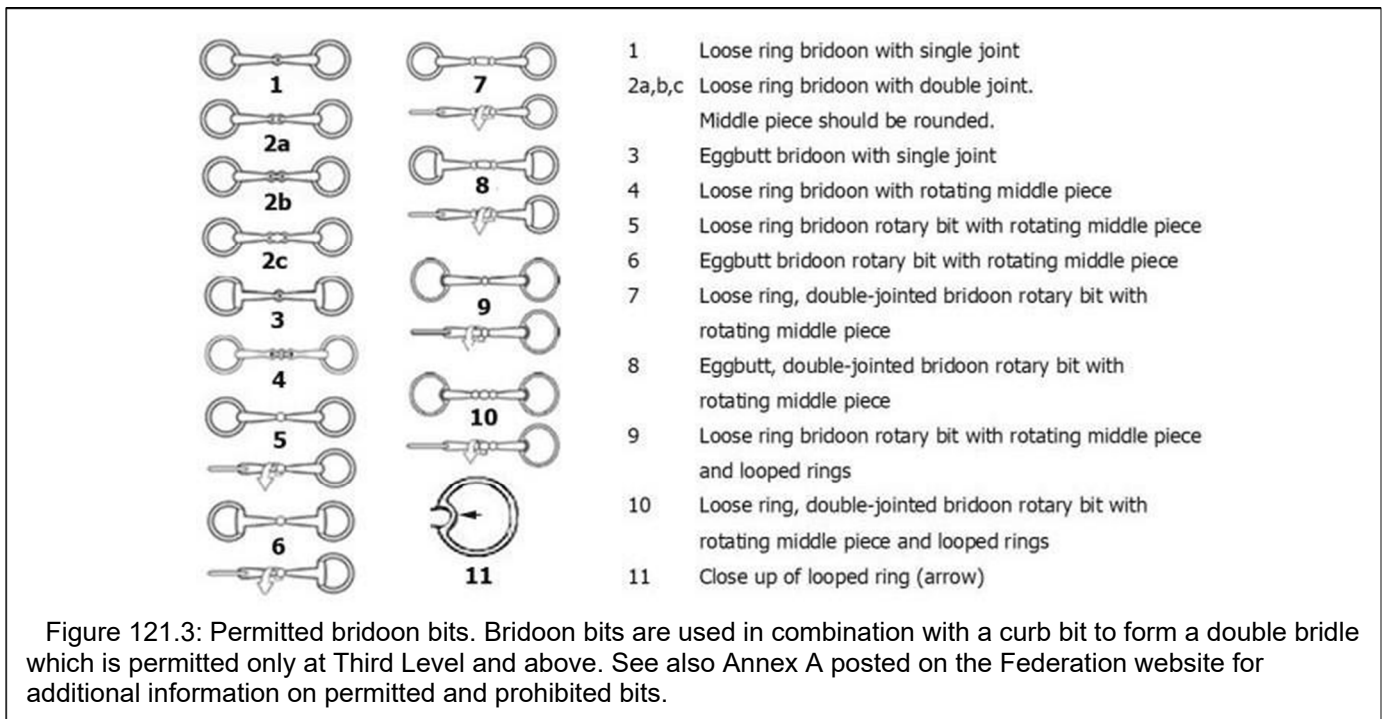 1
2a
2b
2c
3
4
5
6
7
8
9
10
11
1 Loose ring bridoon with single joint
2a,b,c Loose ring bridoon with double joint.
Middle piece should be rounded.
3 Eggbutt bridoon with single joint
4 Loose ring bridoon with rotating middle piece
5 Loose ring bridoon rotary bit with rotating middle piece
6 Eggbutt bridoon rotary bit with rotating middle piece
7 Loose ring, double-jointed bridoon rotary bit with
rotating middle piece
8 Eggbutt, double-jointed bridoon rotary bit with
rotating middle piece
9 Loose ring bridoon rotary bit with rotating middle piece
and looped rings
10 Loose ring, double-jointed bridoon rotary bit with
rotating middle piece and looped rings
11 Close up of looped ring (arrow)
Figure 121.3: Permitted bridoon bits. Bridoon bits are used in combination with a curb bit to form a double bridle
which is permitted only at Third Level and above. See also Annex A posted on the Federation website for
additional information on permitted and prohibited bits.